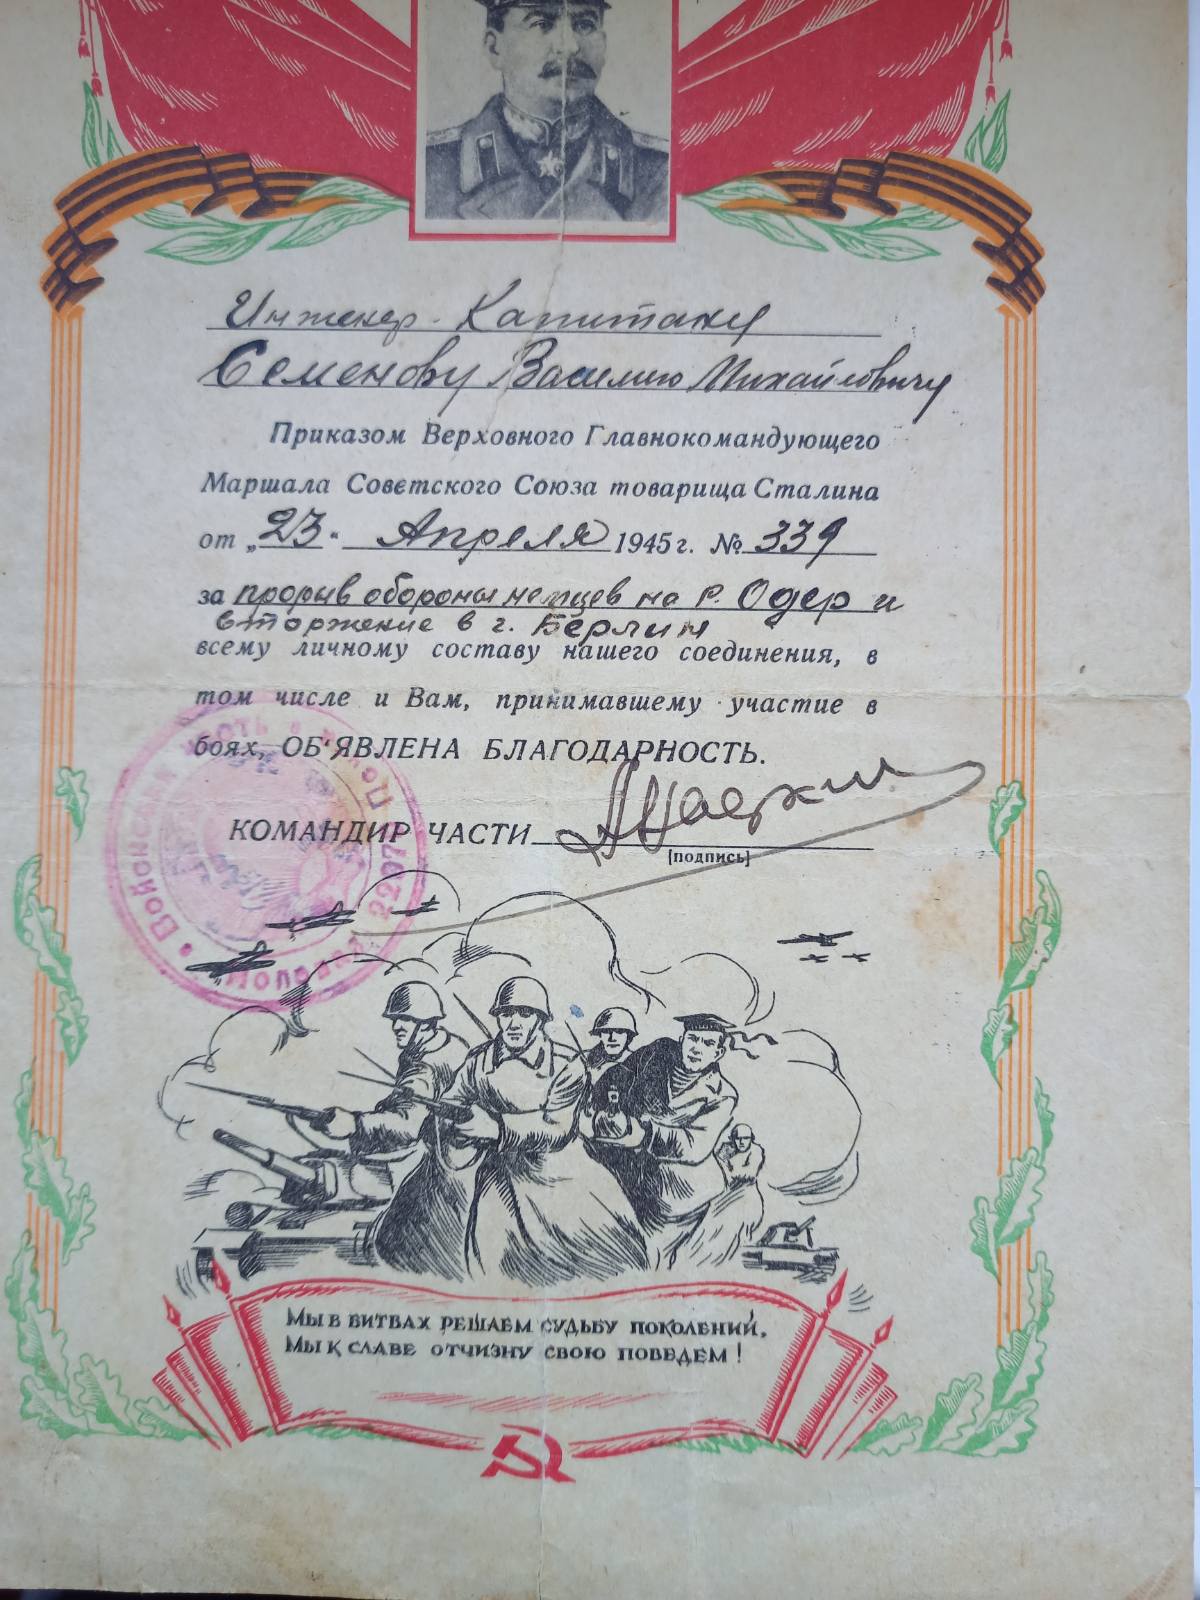 Инженер-Капитану
Семенову Василию Михайловичу
Приказом Верховного Главнокомандующего
Маршала Советского Союза товарища Сталина
от „23“ Апреля 1945 г. № 339
за прорыв обороны немцев на р. Одер и
вторжение в г. Берлин
всему личному составу нашего соединения, в
том числе и Вам, принимавшему участие в
боях, ОБ'ЯВЛЕНА БЛАГОДАРНОСТЬ.
КОМАНДИР ЧАСТИ
[подпись]
Войсковая часть
Мы в битвах решаем судьбу поколений,
Мы к славе отчизну свою поведем!